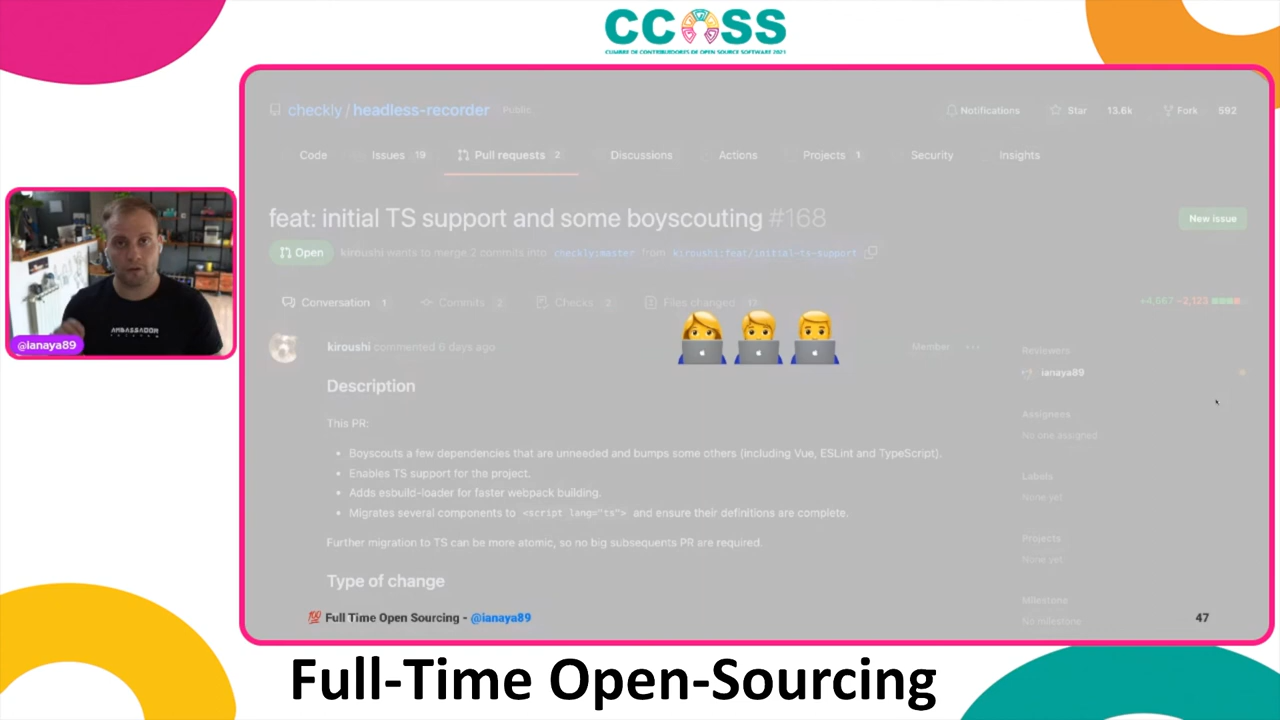 CCOSS
CUMBRE DE CONTRIBUIDORES DE OPEN SOURCE SOFTWARE 2021
checkly / headless-recorder Public
Notifications Star 13.6k Fork 592
Code Issues 19 Pull requests 2 Discussions Actions Projects 1 Security Insights
feat: initial TS support and some boyscouting #168
New issue
Open kiroushi wants to merge 2 commits into checkly:master from kiroushi:feat/initial-ts-support
Conversation 1 Commits 2 Checks 2 Files changed 13
+4,667 −2,123
kiroushi commented 6 days ago
Member
Description
This PR:
• Boyscouts a few dependencies that are unneeded and bumps some others (including Vue, ESLint and TypeScript).
• Enables TS support for the project.
• Adds esbuild-loader for faster webpack building.
• Migrates several components to <script lang="ts"> and ensure their definitions are complete.
Further migration to TS can be more atomic, so no big subsequents PR are required.
Type of change
Reviewers
ianaya89
Assignees
No one assigned
Labels
None yet
Projects
None yet
Milestone
No milestone
💯 Full Time Open Sourcing - @ianaya89
47
AMBASSADOR
@ianaya89
Full-Time Open-Sourcing